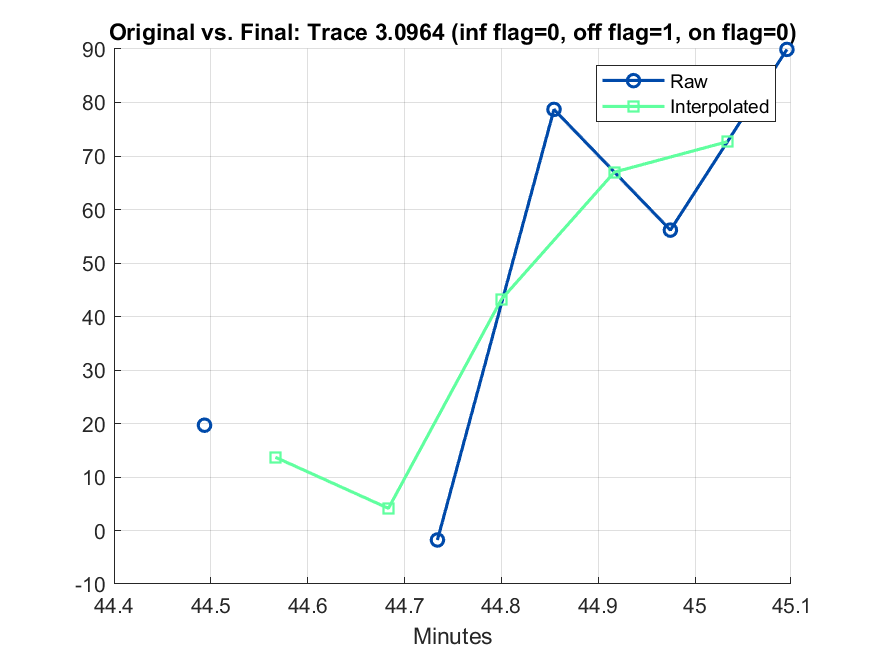 Original vs. Final: Trace 3.0964 (inf flag=0, off flag=1, on flag=0)
90
80
70
60
50
40
30
20
10
0
-10
Raw
Interpolated
44.4 44.5 44.6 44.7 44.8 44.9 45 45.1
Minutes